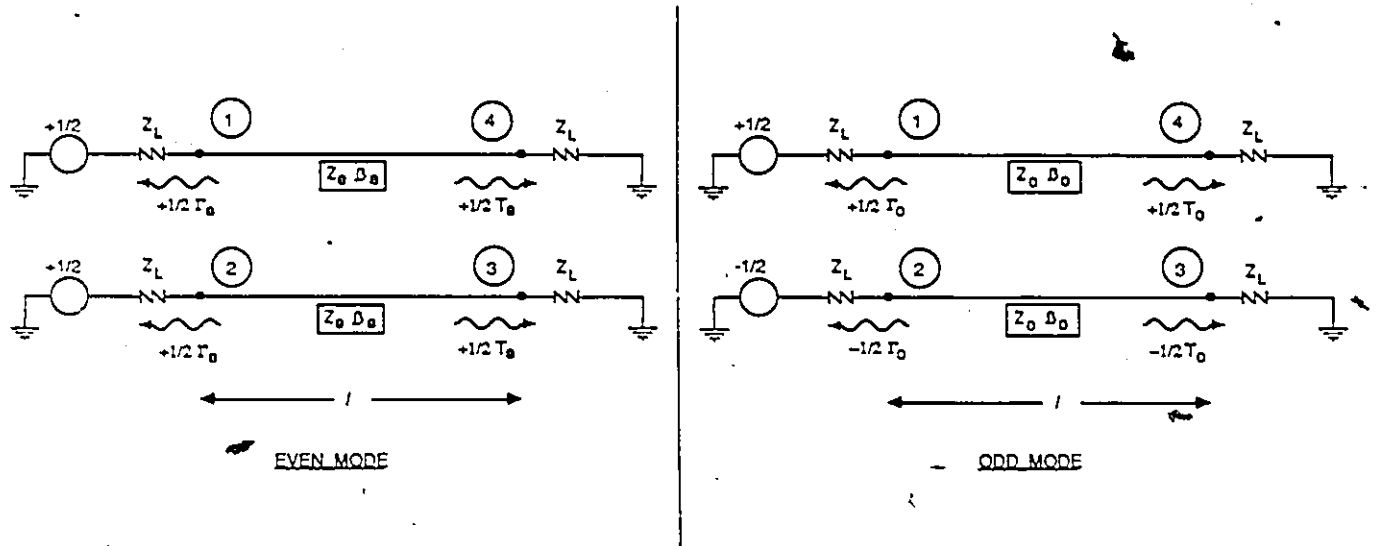 +1/2 Z_L 1 4 Z_L
Z_e β_e
+1/2 Γ_e +1/2 T_e
+1/2 Z_L 2 3 Z_L
Z_e β_e
+1/2 Γ_e +1/2 T_e
l
EVEN MODE
+1/2 Z_L 1 4 Z_L
Z_o β_o
+1/2 Γ_o +1/2 T_o
-1/2 Z_L 2 3 Z_L
Z_o β_o
-1/2 Γ_o -1/2 T_o
l
ODD MODE